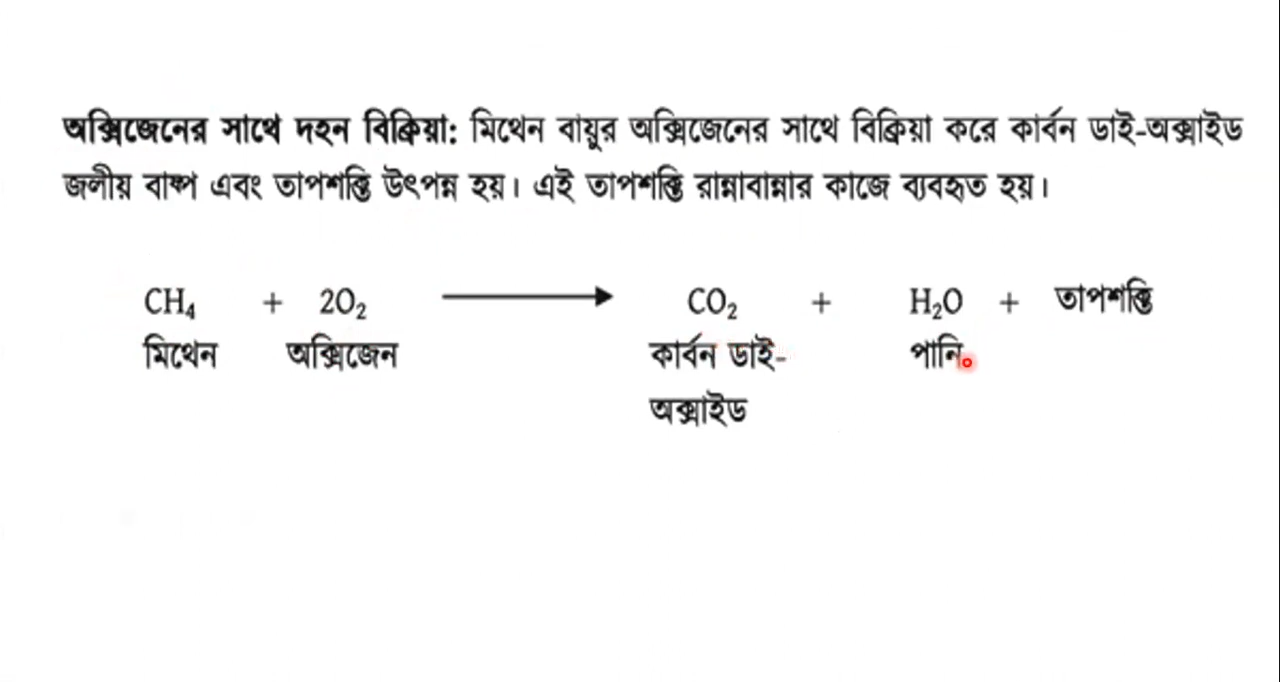 অক্সিজেনের সাথে দহন বিক্রিয়া: মিথেন বায়ুর অক্সিজেনের সাথে বিক্রিয়া করে কার্বন ডাই-অক্সাইড
জলীয় বাষ্প এবং তাপশক্তি উৎপন্ন হয়। এই তাপশক্তি রান্নাবান্নার কাজে ব্যবহৃত হয়।
CH₄ + 2O₂ ⟶ CO₂ + H₂O + তাপশক্তি
মিথেন অক্সিজেন কার্বন ডাই- পানি
অক্সাইড